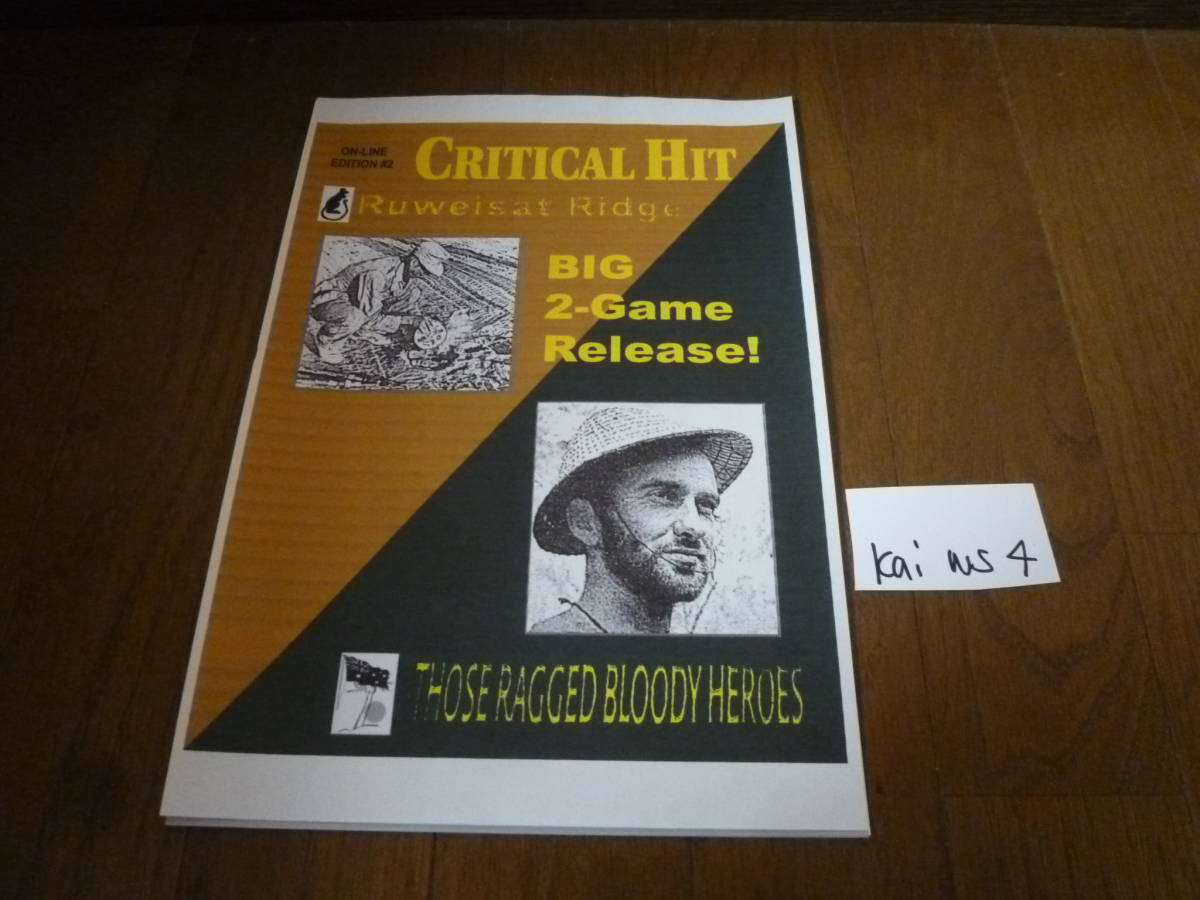 ON-LINE
EDITION #2
CRITICAL HIT
Ruweisat Ridge
BIG
2-Game
Release!
THOSE RAGGED BLOODY HEROES
kai ms 4